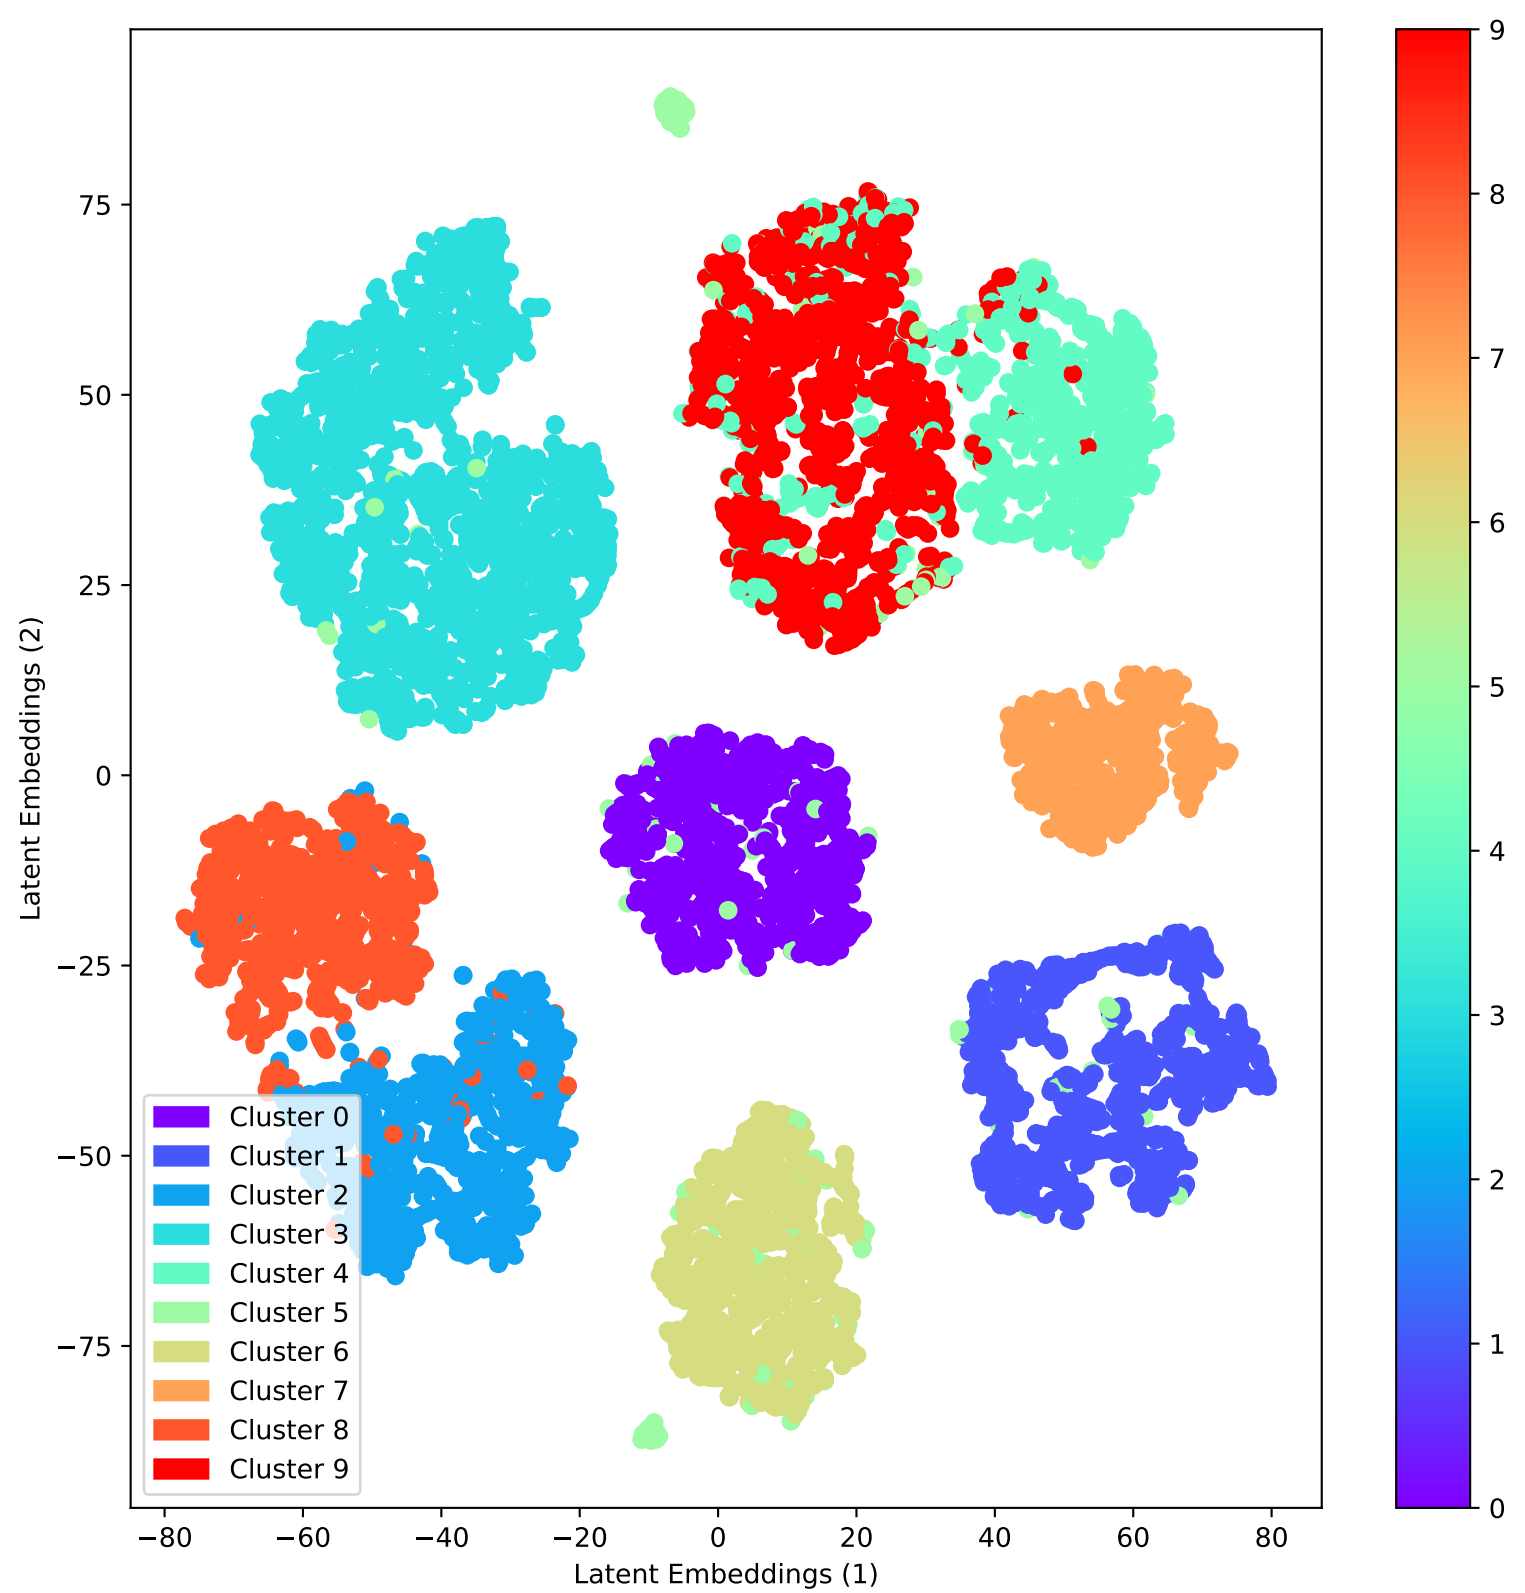 75
50
25
0
−25
−50
−75
Latent Embeddings (2)
−80
−60
−40
−20
0
20
40
60
80
Latent Embeddings (1)
Cluster 0
Cluster 1
Cluster 2
Cluster 3
Cluster 4
Cluster 5
Cluster 6
Cluster 7
Cluster 8
Cluster 9
9
8
7
6
5
4
3
2
1
0